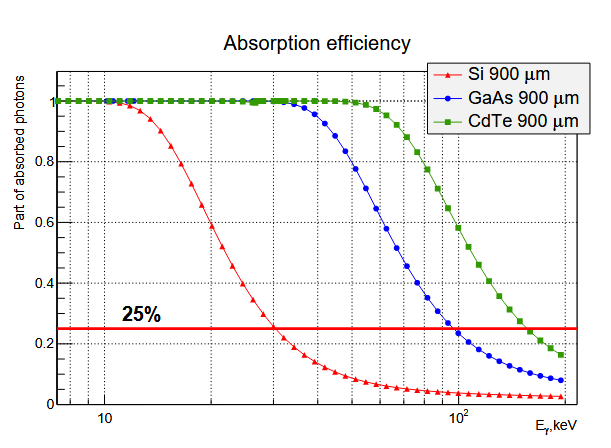 Absorption efficiency
Si 900 μm
GaAs 900 μm
CdTe 900 μm
Part of absorbed photons
1
0.8
0.6
0.4
25%
0.2
0
10
10²
Eᵧ,keV